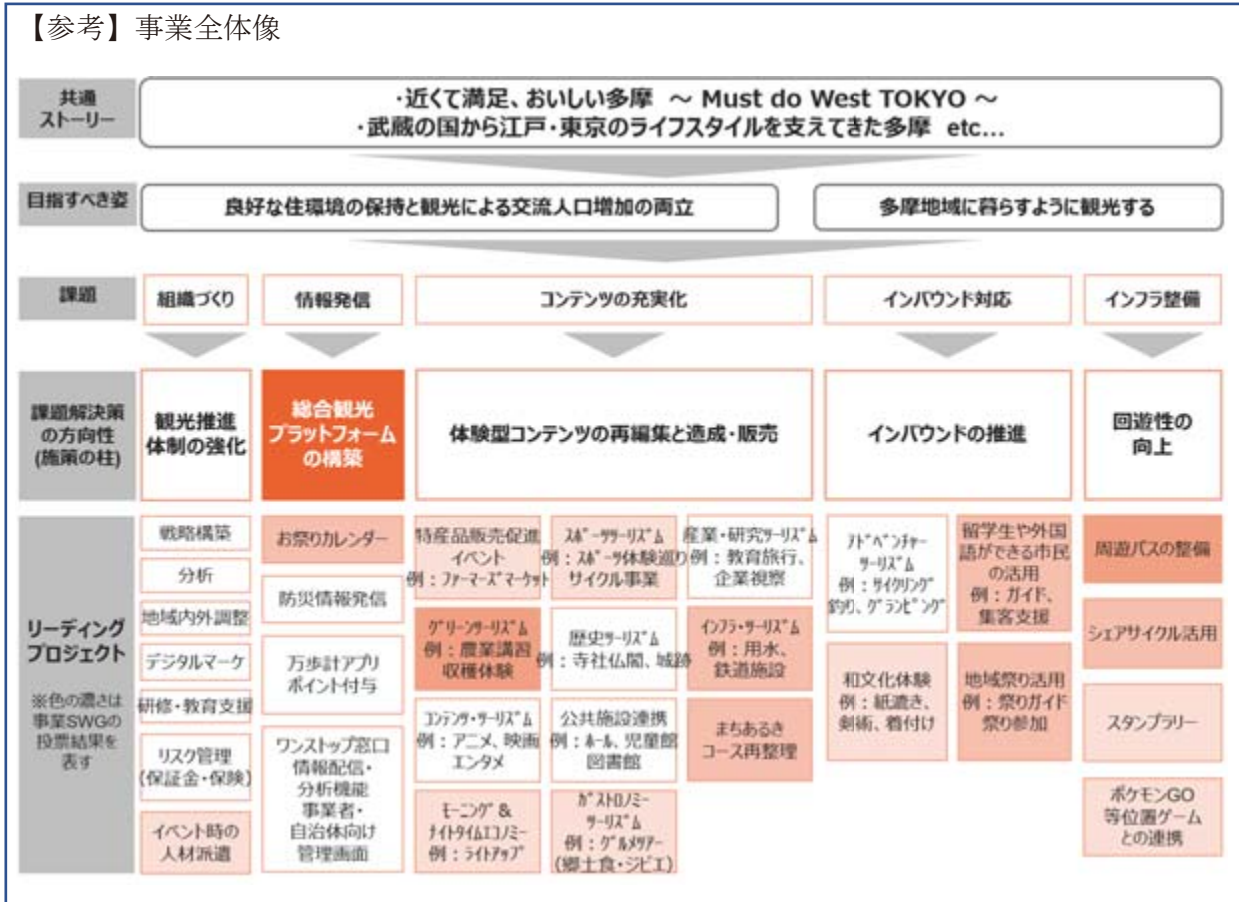 【参考】事業全体像
共通
ストーリー
・近くて満足、おいしい多摩 ～ Must do West TOKYO ～
・武蔵の国から江戸・東京のライフスタイルを支えてきた多摩 etc…
目指すべき姿
良好な住環境の保持と観光による交流人口増加の両立
多摩地域に暮らすように観光する
課題
組織づくり
情報発信
コンテンツの充実化
インバウンド対応
インフラ整備
課題解決策
の方向性
(施策の柱)
観光推進
体制の強化
総合観光
プラットフォーム
の構築
体験型コンテンツの再編集と造成・販売
インバウンドの推進
回遊性の
向上
リーディング
プロジェクト
※色の濃さは
事業SWGの
投票結果を
表す
戦略構築
分析
地域内外調整
デジタルマーケ
研修・教育支援
リスク管理
(保証金・保険)
イベント時の
人材派遣
お祭りカレンダー
防災情報発信
万歩計アプリ
ポイント付与
ワンストップ窓口
情報配信・
分析機能
事業者・
自治体向け
管理画面
特産品販売促進
イベント
例：ﾌｧｰﾏｰｽﾞﾏｰｹｯﾄ
ｸﾞﾘｰﾝﾂｰﾘｽﾞﾑ
例：農業講習
収穫体験
ｺﾝﾃﾝﾂ・ﾂｰﾘｽﾞﾑ
例：アニメ、映画
エンタメ
ﾓｰﾆﾝｸﾞ &
ﾅｲﾄﾀｲﾑｴｺﾉﾐｰ
例：ﾗｲﾄｱｯﾌﾟ
ｽﾎﾟｰﾂﾂｰﾘｽﾞﾑ
例：ｽﾎﾟｰﾂ体験巡り
サイクル事業
歴史ﾂｰﾘｽﾞﾑ
例：寺社仏閣、城跡
公共施設連携
例：ﾎｰﾙ、児童館
図書館
ｶﾞｽﾄﾛﾉﾐｰ
ﾂｰﾘｽﾞﾑ
例：ｸﾞﾙﾒﾂｱｰ
(郷土食・ジビエ)
産業・研究ﾂｰﾘｽﾞﾑ
例：教育旅行、
企業視察
ｲﾝﾌﾗ・ﾂｰﾘｽﾞﾑ
例：用水、
鉄道施設
まちあるき
コース再整理
ｱﾄﾞﾍﾞﾝﾁｬｰ
ﾂｰﾘｽﾞﾑ
例：ｻｲｸﾘﾝｸﾞ
釣り、ｸﾞﾗﾝﾋﾟﾝｸﾞ
和文化体験
例：紙漉き、
剣術、着付け
留学生や外国
語ができる市民
の活用
例：ガイド、
集客支援
地域祭り活用
例：祭りガイド
祭り参加
周遊パスの整備
シェアサイクル活用
スタンプラリー
ポケモンGO
等位置ゲーム
との連携